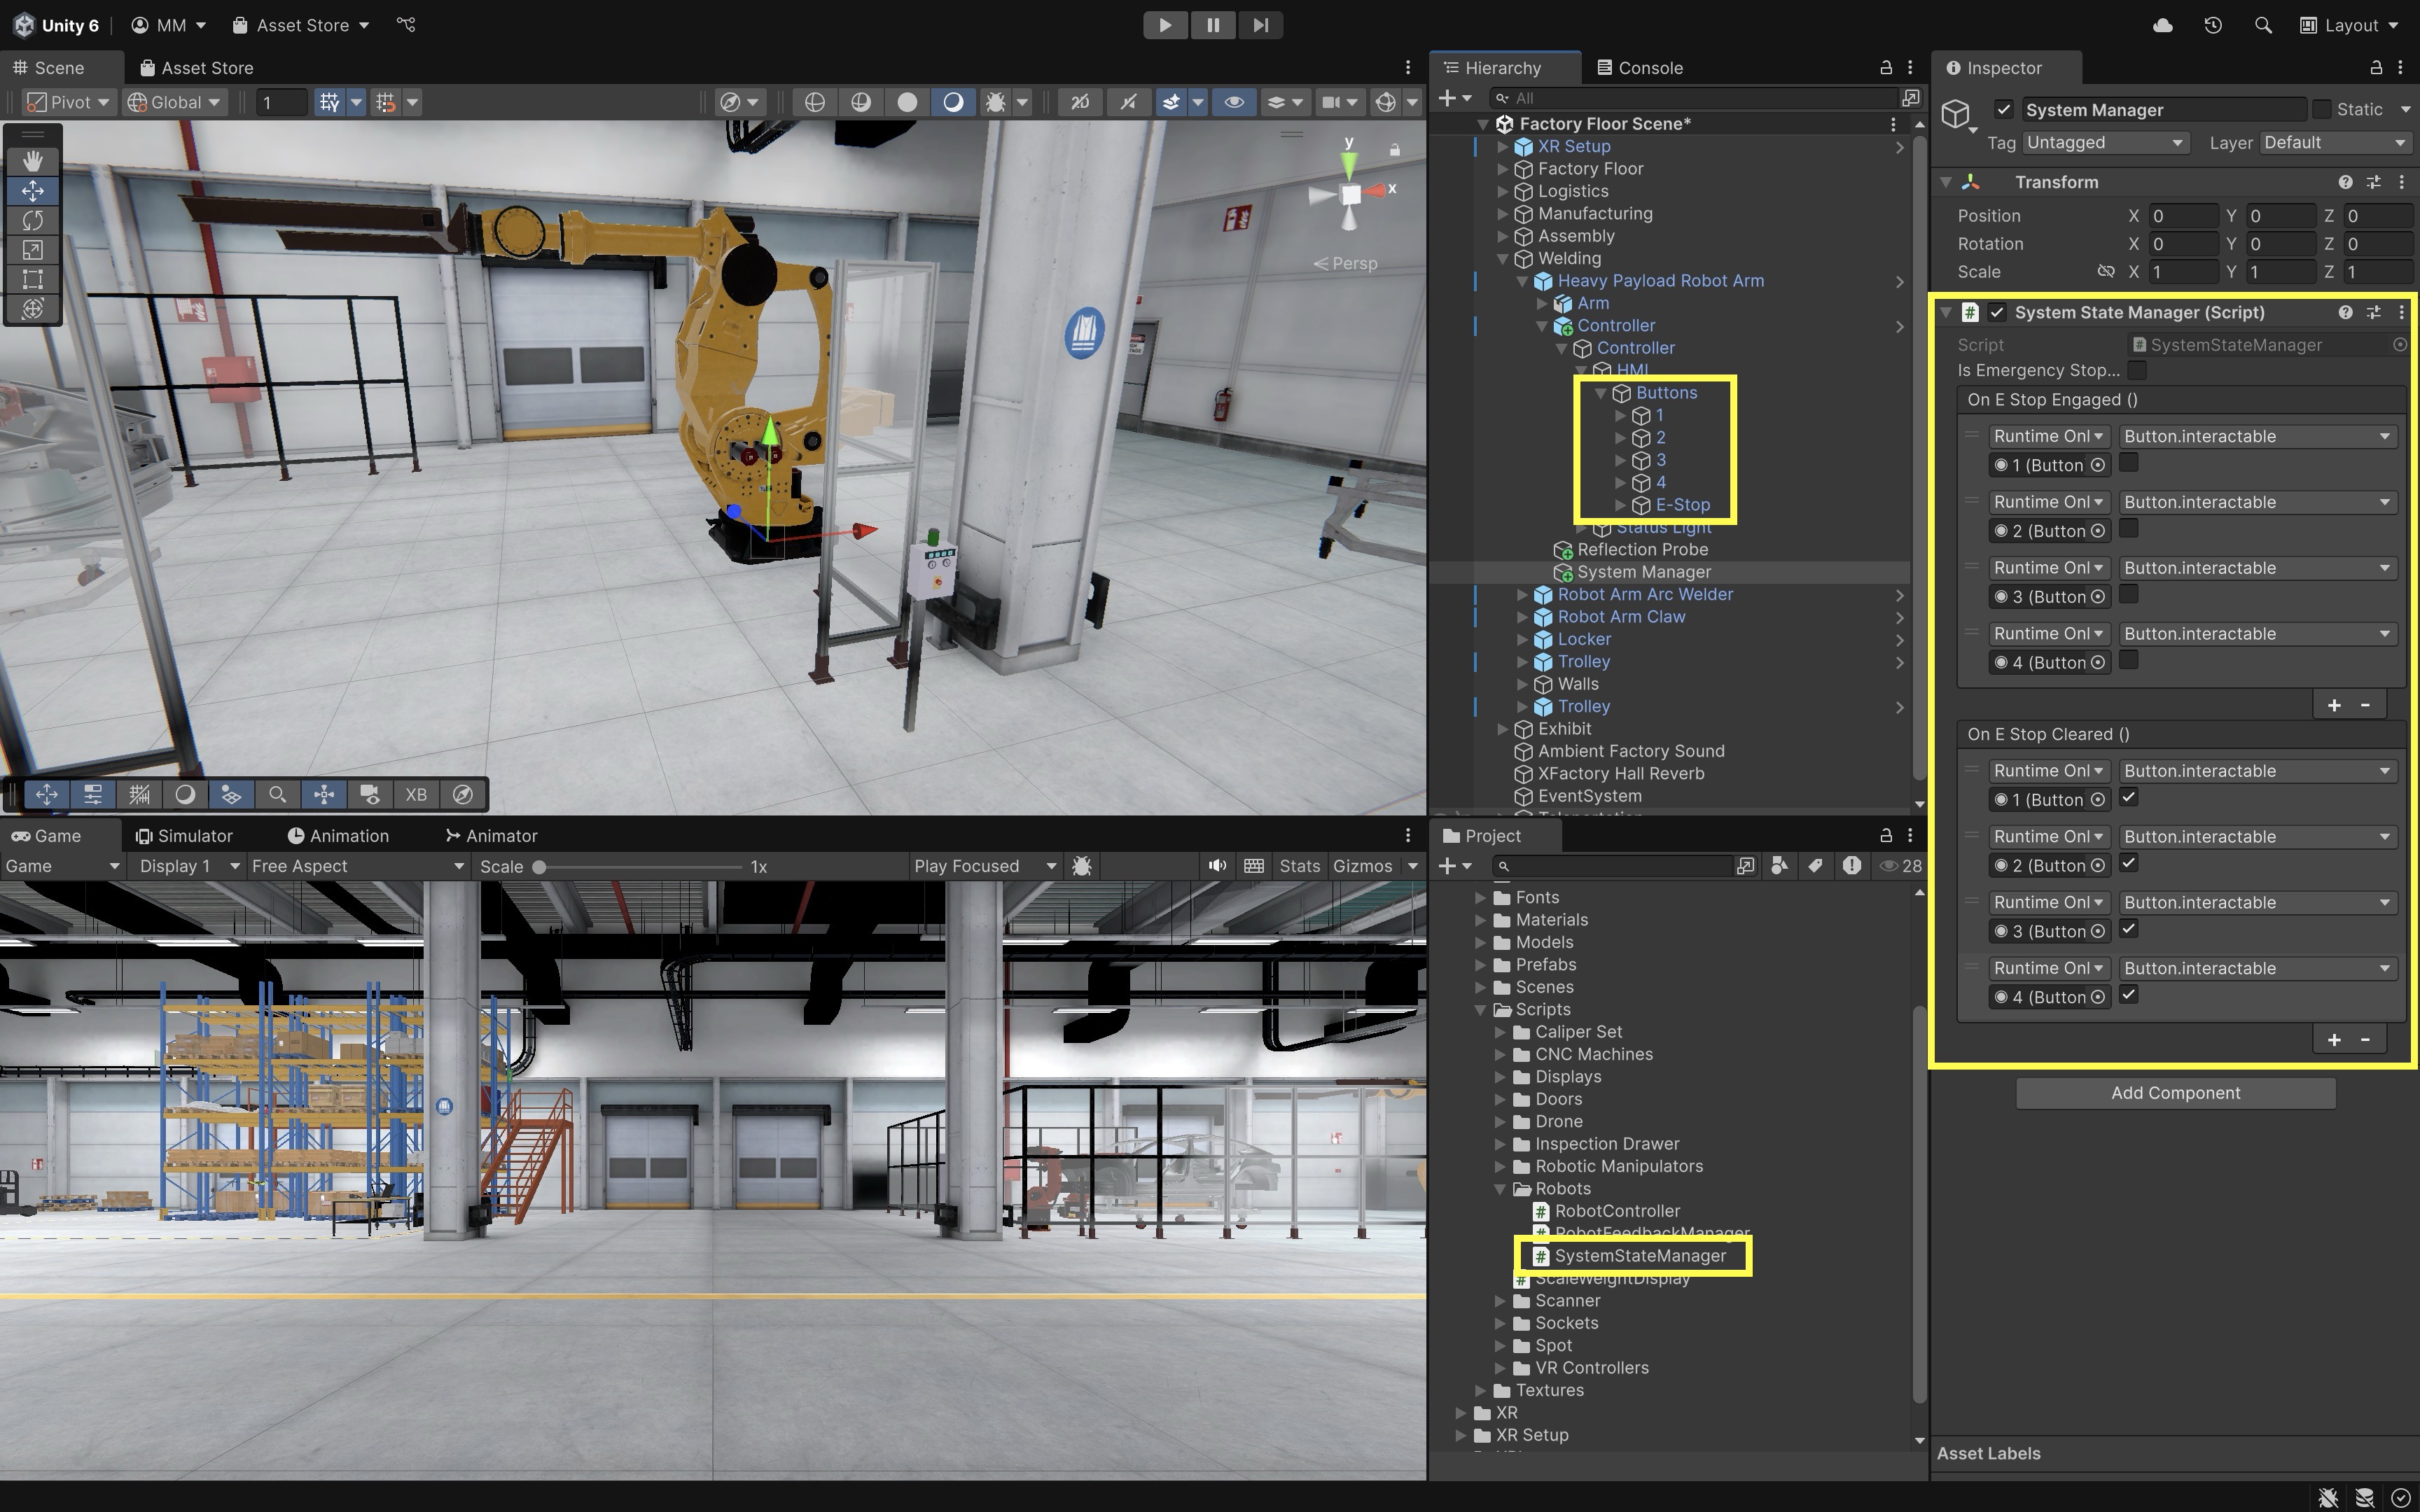 Unity 6
MM
Asset Store
Layout
Scene
Asset Store
Pivot
Global
1
2D
y
x
Persp
XB
Game
Simulator
Animation
Animator
Game
Display 1
Free Aspect
Scale
1x
Play Focused
Stats
Gizmos
Hierarchy
Console
All
Factory Floor Scene*
XR Setup
Factory Floor
Logistics
Manufacturing
Assembly
Welding
Heavy Payload Robot Arm
Arm
Controller
Controller
HMI
Buttons
1
2
3
4
E-Stop
Status Light
Reflection Probe
System Manager
Robot Arm Arc Welder
Robot Arm Claw
Locker
Trolley
Walls
Trolley
Exhibit
Ambient Factory Sound
XFactory Hall Reverb
EventSystem
Project
28
Fonts
Materials
Models
Prefabs
Scenes
Scripts
Caliper Set
CNC Machines
Displays
Doors
Drone
Inspection Drawer
Robotic Manipulators
Robots
RobotController
RobotFeedbackManager
SystemStateManager
ScaleWeightDisplay
Scanner
Sockets
Spot
VR Controllers
Textures
XR
XR Setup
Inspector
System Manager
Static
Tag Untagged Layer Default
Transform
Position X 0 Y 0 Z 0
Rotation X 0 Y 0 Z 0
Scale X 1 Y 1 Z 1
System State Manager (Script)
Script SystemStateManager
Is Emergency Stop...
On E Stop Engaged ()
Runtime Onl Button.interactable
1 (Button
Runtime Onl Button.interactable
2 (Button
Runtime Onl Button.interactable
3 (Button
Runtime Onl Button.interactable
4 (Button
+ -
On E Stop Cleared ()
Runtime Onl Button.interactable
1 (Button
Runtime Onl Button.interactable
2 (Button
Runtime Onl Button.interactable
3 (Button
Runtime Onl Button.interactable
4 (Button
+ -
Add Component
Asset Labels